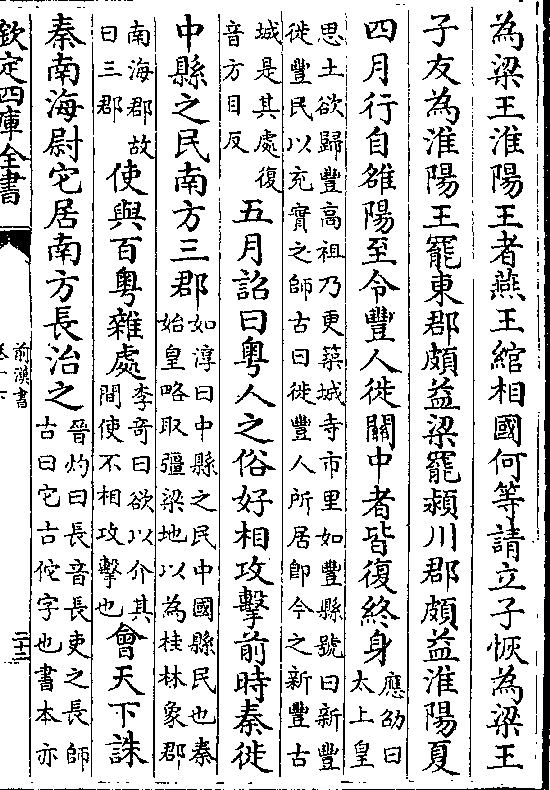 為梁王淮陽王者燕王綰相國何等請立子恢為梁王
子友為淮陽王罷東郡頗益梁罷潁川郡頗益淮陽夏
四月行自雒陽至令豐人徙關中者皆復終身應劭曰太上皇
思土欲歸豐高祖乃更築城寺市里如豐縣號曰新豐
徙豐民以充實之師古曰徙豐人所居即今之新豐古
城是其處復
音方目反
五月詔曰粵人之俗好相攻擊前時秦徙
中縣之民南方三郡
如淳曰中縣之民中國縣民也秦
始皇略取彊梁地以為桂林象郡
南海郡故
曰三郡
使與百粵雜處
李奇曰欲以介其
間使不相攻擊也
會天下誅
秦南海尉它居南方長治之
晉灼曰長音長吏之長師
古曰它古佗字也書本亦
欽定四庫全書
前漢書
卷一下
二十三